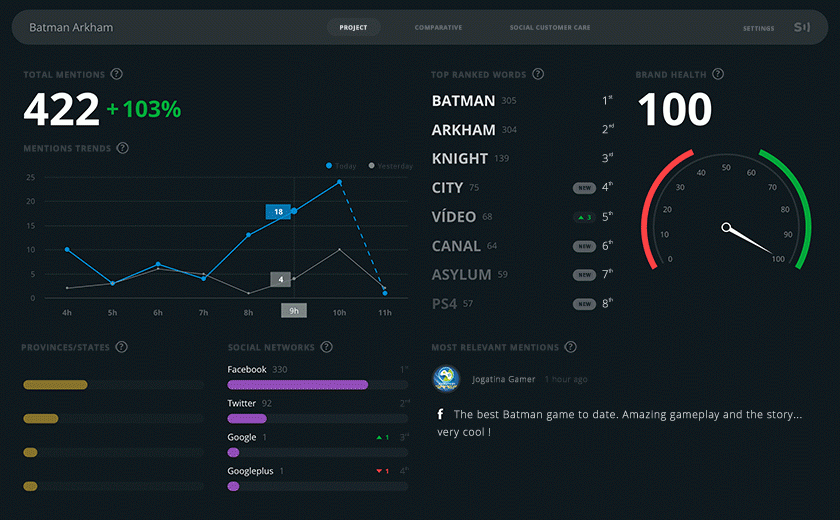 Batman Arkham
PROJECT
COMPARATIVE
SOCIAL CUSTOMER CARE
SETTINGS
TOTAL MENTIONS ?
422 +103%
MENTIONS TRENDS ?
Today Yesterday
25
20
15
10
5
0
18
4
4h 5h 6h 7h 8h 9h 10h 11h
TOP RANKED WORDS ?
BATMAN 305 1st
ARKHAM 304 2nd
KNIGHT 139 3rd
CITY 75 NEW 4th
VÍDEO 68 3 5th
CANAL 64 NEW 6th
ASYLUM 59 NEW 7th
PS4 57 NEW 8th
BRAND HEALTH ?
100
0 10 20 30 40 50 60 70 80 90 100
PROVINCES/STATES ?
SOCIAL NETWORKS ?
Facebook 330 1st
Twitter 92 2nd
Google 1 1 3rd
Googleplus 1 1 4th
MOST RELEVANT MENTIONS ?
Jogatina Gamer 1 hour ago
f The best Batman game to date. Amazing gameplay and the story...
very cool !